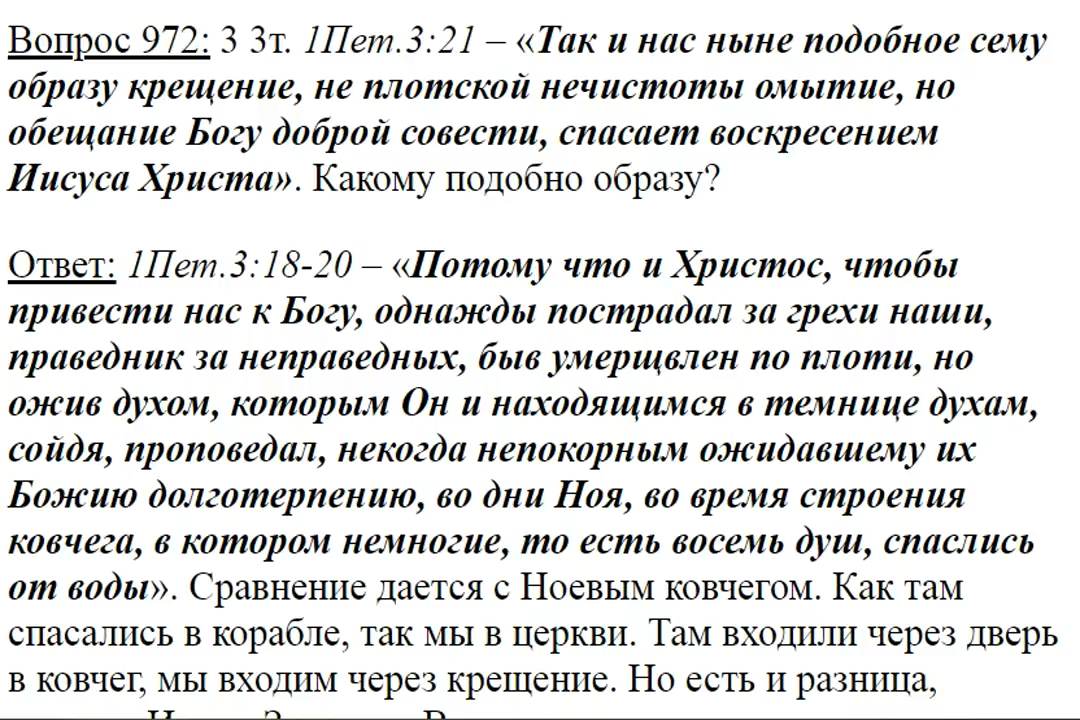 Вопрос 972: 3 3т. 1Пет.3:21 – «Так и нас ныне подобное сему
образу крещение, не плотской нечистоты омытие, но
обещание Богу доброй совести, спасает воскресением
Иисуса Христа». Какому подобно образу?
Ответ: 1Пет.3:18-20 – «Потому что и Христос, чтобы
привести нас к Богу, однажды пострадал за грехи наши,
праведник за неправедных, быв умерщвлен по плоти, но
ожив духом, которым Он и находящимся в темнице духам,
сойдя, проповедал, некогда непокорным ожидавшему их
Божию долготерпению, во дни Ноя, во время строения
ковчега, в котором немногие, то есть восемь душ, спаслись
от воды». Сравнение дается с Ноевым ковчегом. Как там
спасались в корабле, так мы в церкви. Там входили через дверь
в ковчег, мы входим через крещение. Но есть и разница,